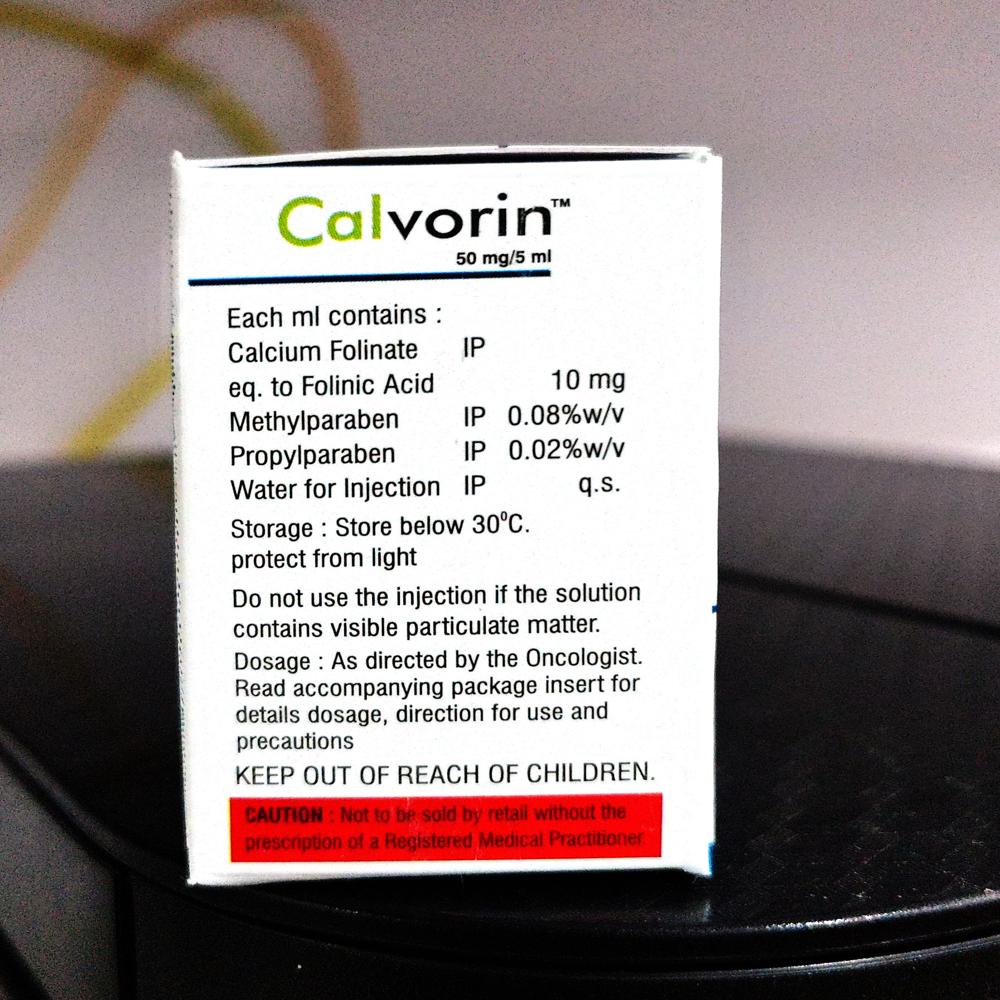 Calvorin™
50 mg/5 ml
Each ml contains :
Calcium Folinate IP
eq. to Folinic Acid 10 mg
Methylparaben IP 0.08%w/v
Propylparaben IP 0.02%w/v
Water for Injection IP q.s.
Storage : Store below 30⁰C.
protect from light
Do not use the injection if the solution
contains visible particulate matter.
Dosage : As directed by the Oncologist.
Read accompanying package insert for
details dosage, direction for use and
precautions
KEEP OUT OF REACH OF CHILDREN.
CAUTION : Not to be sold by retail without the
prescription of a Registered Medical Practitioner